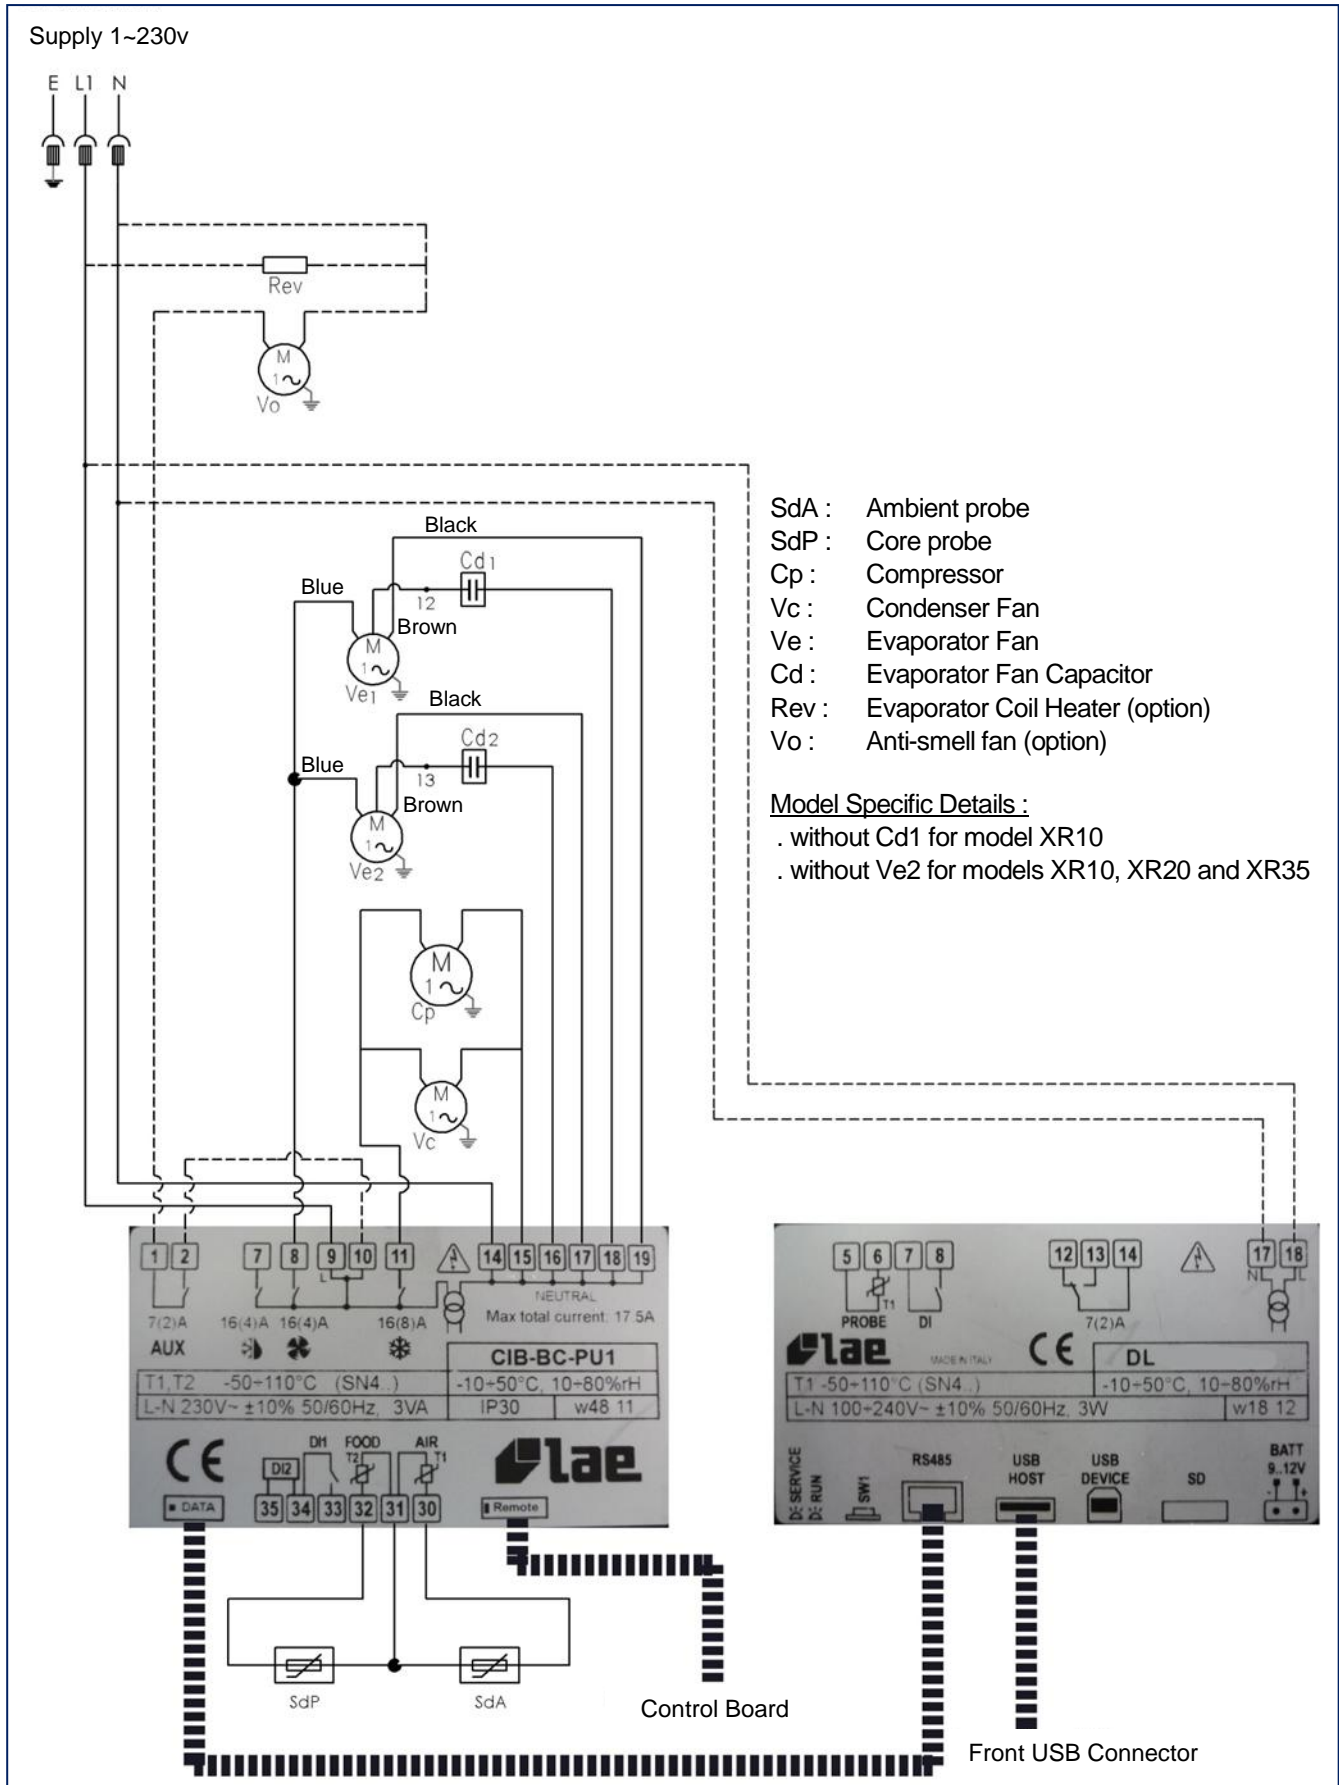 Supply 1~230v
E L1 N
Rev
M
1
Vo
SdA : Ambient probe
SdP : Core probe
Cp : Compressor
Vc : Condenser Fan
Ve : Evaporator Fan
Cd : Evaporator Fan Capacitor
Rev : Evaporator Coil Heater (option)
Vo : Anti-smell fan (option)
Model Specific Details :
. without Cd1 for model XR10
. without Ve2 for models XR10, XR20 and XR35
Black
Cd1
Blue
12
Brown
M
1
Ve1
Black
Cd2
Blue
13
Brown
M
1
Ve2
M
1
Cp
M
1
Vc
1 2 7 8 9 10 11 14 15 16 17 18 19
L
NEUTRAL
7(2)A 16(4)A 16(4)A 16(8)A Max total current: 17.5A
AUX
CIB-BC-PU1
T1,T2 -50÷110°C (SN4..) -10÷50°C, 10÷80%rH
L-N 230V~ ±10% 50/60Hz, 3VA IP30 w48 11
CE
DI1 FOOD AIR
T2 T1
DI2
lae
DATA 35 34 33 32 31 30 Remote
5 6 7 8 12 13 14 17 18
N L
T1
PROBE DI 7(2)A
lae MADE IN ITALY CE DL
T1 -50÷110°C (SN4..) -10÷50°C, 10÷80%rH
L-N 100÷240V~ ±10% 50/60Hz, 3W w18 12
SERVICE
RUN
SW1
RS485
USB HOST
USB DEVICE
SD
BATT
9..12V
- +
SdP SdA
Control Board
Front USB Connector